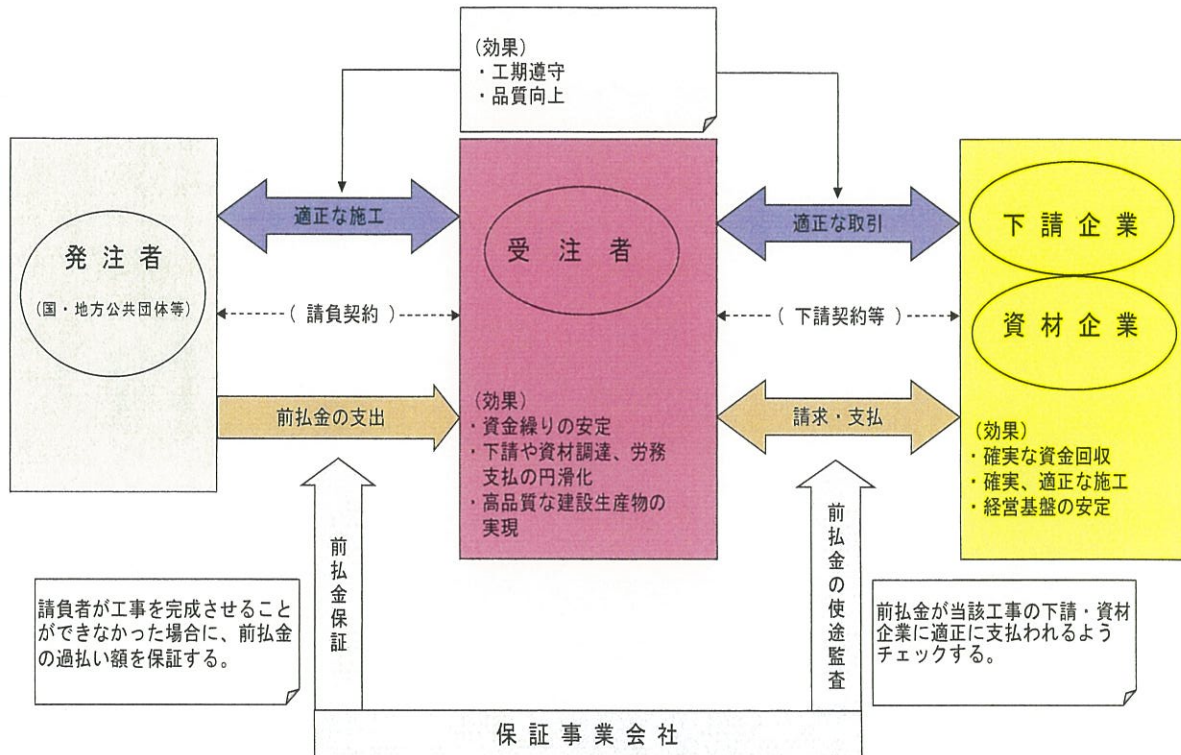 （効果）
・工期遵守
・品質向上
適正な施工
適正な取引
発注者
（国・地方公共団体等）
受注者
下請企業
資材企業
（請負契約）
（下請契約等）
前払金の支出
請求・支払
（効果）
・資金繰りの安定
・下請や資材調達、労務
支払の円滑化
・高品質な建設生産物の
実現
（効果）
・確実な資金回収
・確実、適正な施工
・経営基盤の安定
前払金保証
前払金の使途監査
請負者が工事を完成させること
ができなかった場合に、前払金
の過払い額を保証する。
前払金が当該工事の下請・資材
企業に適正に支払われるよう
チェックする。
保証事業会社